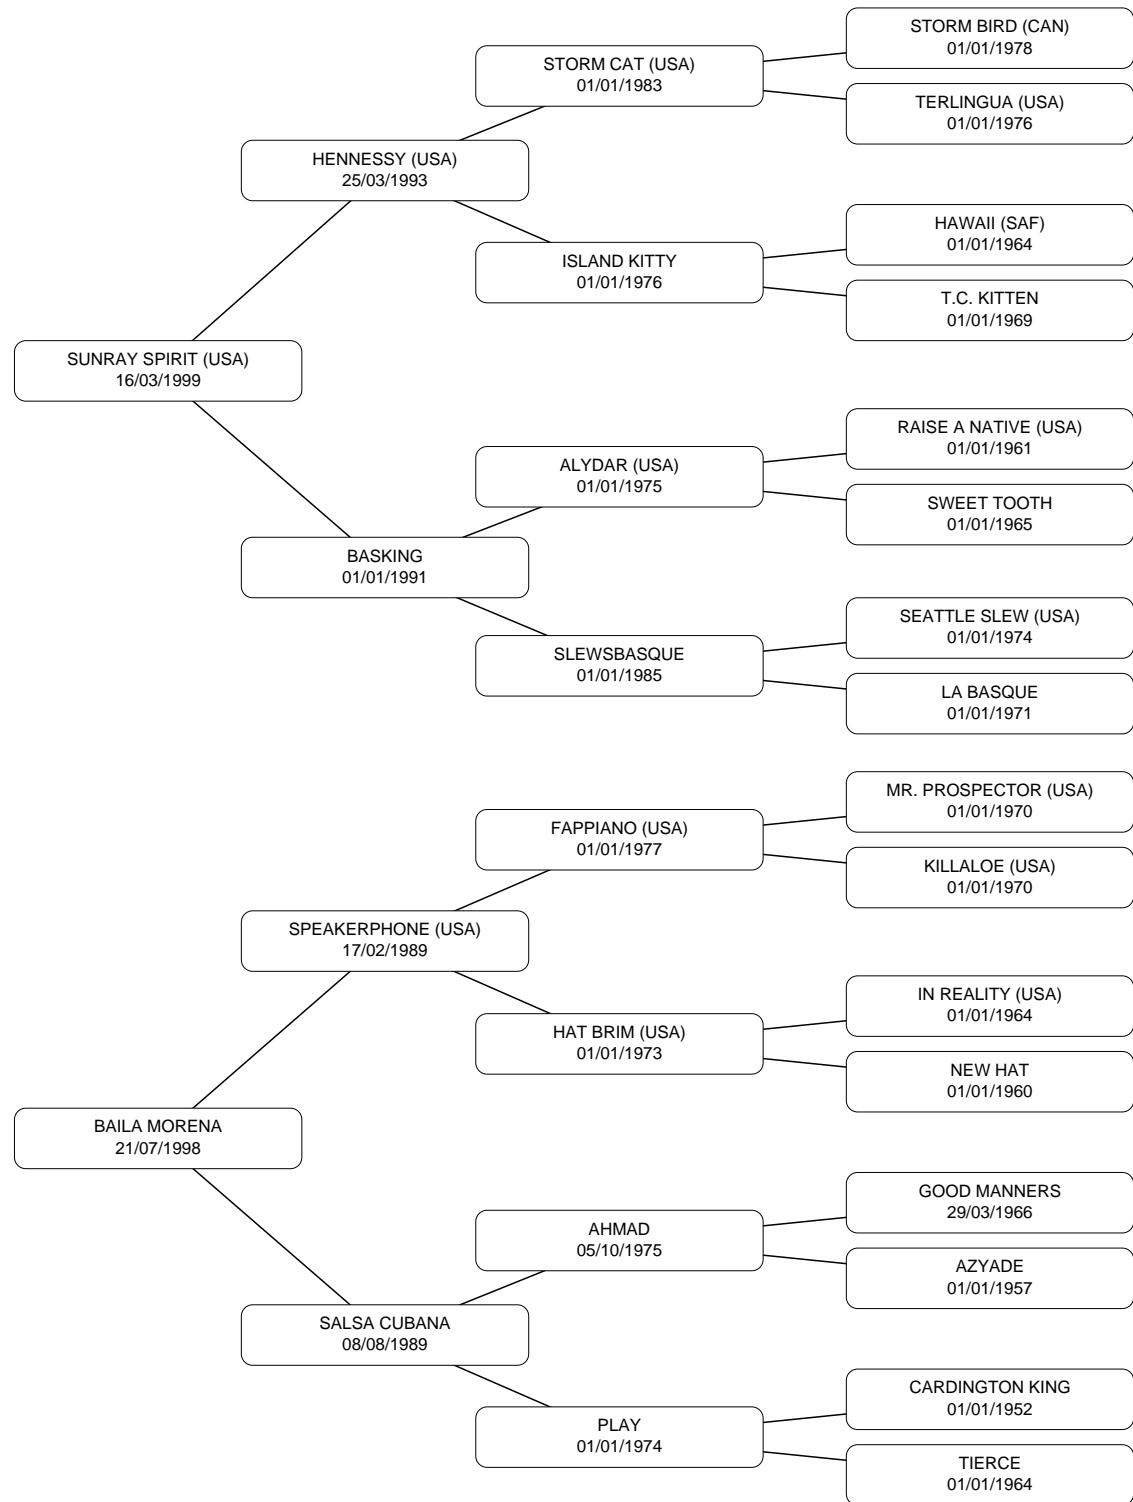 STORM BIRD (CAN)
01/01/1978
STORM CAT (USA)
01/01/1983
TERLINGUA (USA)
01/01/1976
HENNESSY (USA)
25/03/1993
HAWAII (SAF)
01/01/1964
ISLAND KITTY
01/01/1976
T.C. KITTEN
01/01/1969
SUNRAY SPIRIT (USA)
16/03/1999
RAISE A NATIVE (USA)
01/01/1961
ALYDAR (USA)
01/01/1975
SWEET TOOTH
01/01/1965
BASKING
01/01/1991
SEATTLE SLEW (USA)
01/01/1974
SLEWSBASQUE
01/01/1985
LA BASQUE
01/01/1971
MR. PROSPECTOR (USA)
01/01/1970
FAPPIANO (USA)
01/01/1977
KILLALOE (USA)
01/01/1970
SPEAKERPHONE (USA)
17/02/1989
IN REALITY (USA)
01/01/1964
HAT BRIM (USA)
01/01/1973
NEW HAT
01/01/1960
BAILA MORENA
21/07/1998
GOOD MANNERS
29/03/1966
AHMAD
05/10/1975
AZYADE
01/01/1957
SALSA CUBANA
08/08/1989
CARDINGTON KING
01/01/1952
PLAY
01/01/1974
TIERCE
01/01/1964